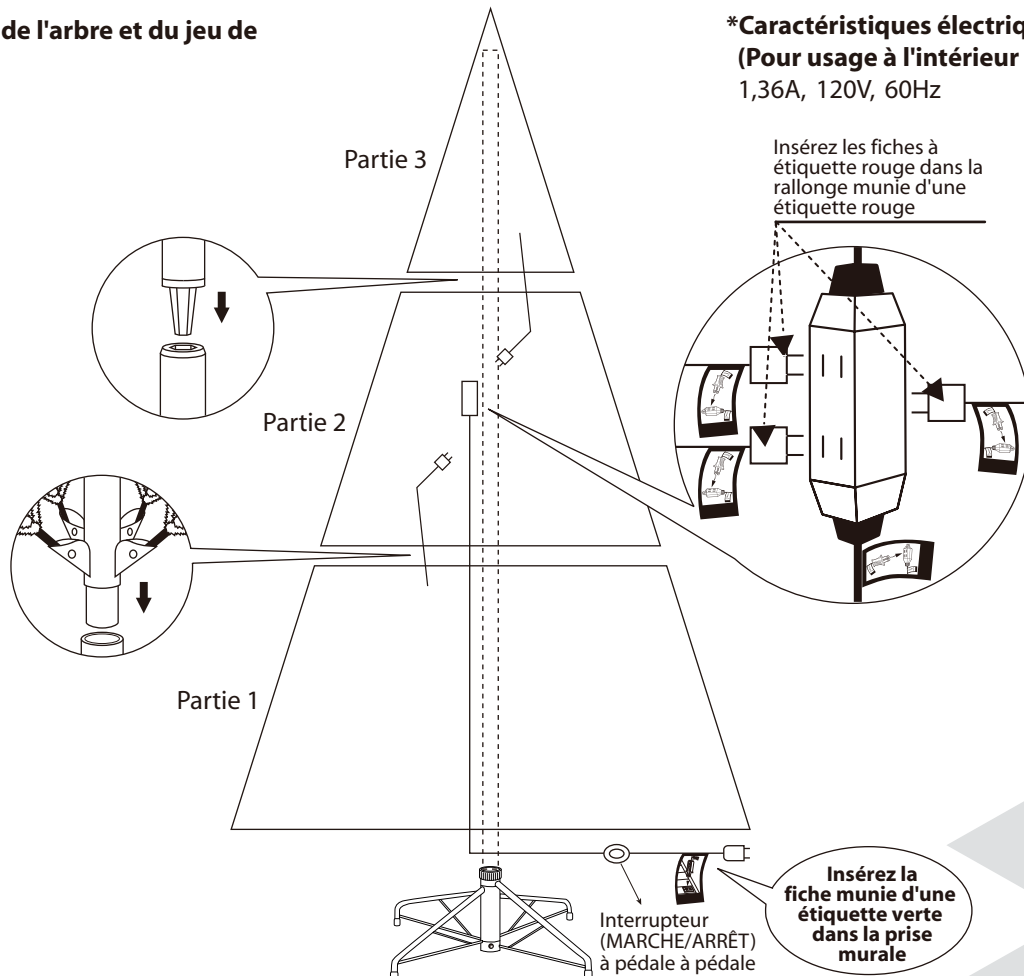 de l'arbre et du jeu de
*Caractéristiques électriq
(Pour usage à l'intérieur
1,36A, 120V, 60Hz
Insérez les fiches à
étiquette rouge dans la
rallonge munie d'une
étiquette rouge
Partie 3
Partie 2
Partie 1
Interrupteur
(MARCHE/ARRÊT)
à pédale à pédale
Insérez la
fiche munie d'une
étiquette verte
dans la prise
murale